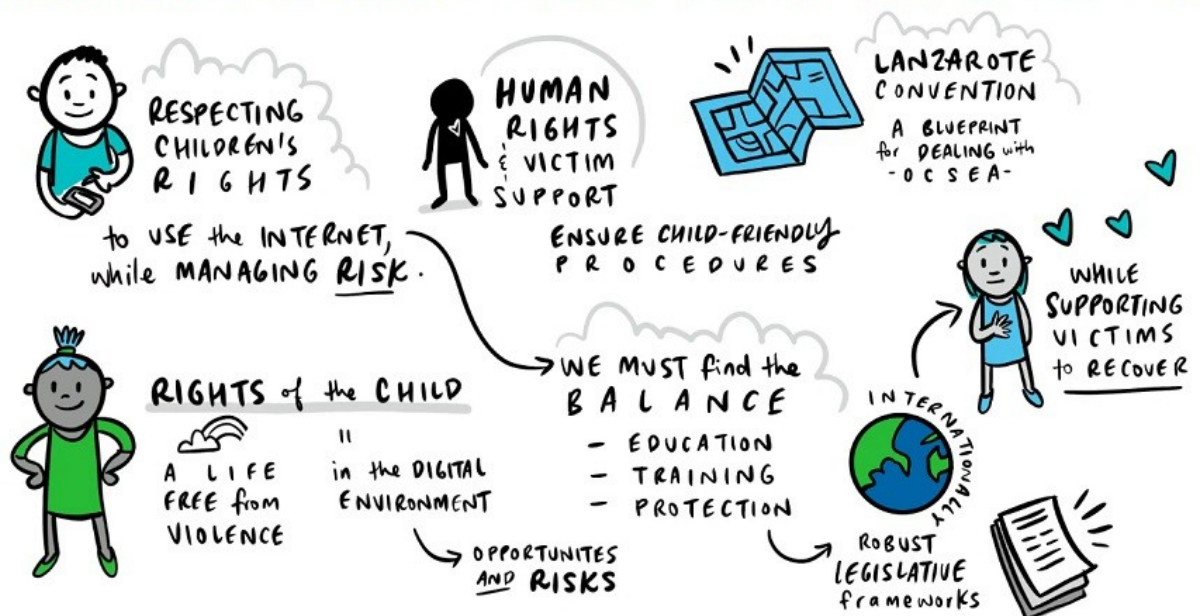 RESPECTING
CHILDREN'S
RIGHTS
to USE the INTERNET,
while MANAGING RISK.
HUMAN
RIGHTS
& VICTIM
SUPPORT
ENSURE CHILD-FRIENDLY
PROCEDURES
LANZAROTE
CONVENTION
A BLUEPRINT
for DEALING with
-OCSEA-
RIGHTS of the CHILD
A LIFE
FREE from
VIOLENCE
"
in the DIGITAL
ENVIRONMENT
OPPORTUNITES
AND RISKS
WE MUST find the
BALANCE
- EDUCATION
- TRAINING
- PROTECTION
INTERNATIONALLY
ROBUST
LEGISLATIVE
frameworks
WHILE
SUPPORTING
VICTIMS
to RECOVER